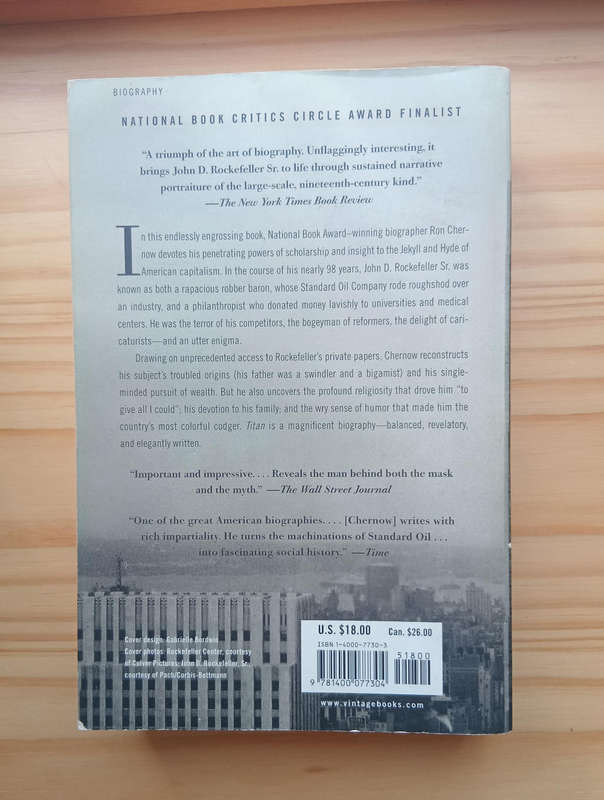 BIOGRAPHY
NATIONAL BOOK CRITICS CIRCLE AWARD FINALIST
“A triumph of the art of biography. Unflaggingly interesting, it
brings John D. Rockefeller Sr. to life through sustained narrative
portraiture of the large-scale, nineteenth-century kind.”
—The New York Times Book Review
In this endlessly engrossing book, National Book Award–winning biographer Ron Cher-
now devotes his penetrating powers of scholarship and insight to the Jekyll and Hyde of
American capitalism. In the course of his nearly 98 years, John D. Rockefeller Sr. was
known as both a rapacious robber baron, whose Standard Oil Company rode roughshod over
an industry, and a philanthropist who donated money lavishly to universities and medical
centers. He was the terror of his competitors, the bogeyman of reformers, the delight of cari-
caturists—and an utter enigma.
Drawing on unprecedented access to Rockefeller’s private papers, Chernow reconstructs
his subject’s troubled origins (his father was a swindler and a bigamist) and his single-
minded pursuit of wealth. But he also uncovers the profound religiosity that drove him “to
give all I could”; his devotion to his family; and the wry sense of humor that made him the
country’s most colorful codger. Titan is a magnificent biography—balanced, revelatory,
and elegantly written.
“Important and impressive. . . . Reveals the man behind both the mask
and the myth.” —The Wall Street Journal
“One of the great American biographies. . . . [Chernow] writes with
rich impartiality. He turns the machinations of Standard Oil . . .
into fascinating social history.” —Time
Cover design: Gabrielle Bordwin
Cover photos: Rockefeller Center, courtesy
of Culver Pictures; John D. Rockefeller, Sr.,
courtesy of Pach/Corbis-Bettmann
U.S. $18.00 Can. $26.00
ISBN 1-4000-7730-3
51800
9 781400 077304
www.vintagebooks.com